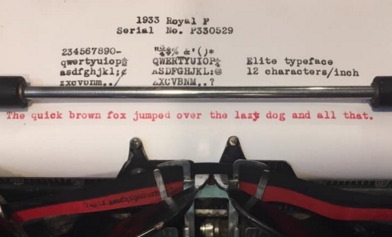 1933 Royal P
Serial No. P330529
234567890-
"#$% &'()*
qwertyuiop
QWERTYUIOP
Elite typeface
asdfghjkl;¢
ASDFGHJKL:@
12 characters/inch
zxcvbnm,./
ZXCVBNM,.?
The quick brown fox jumped over the lazy dog and all that.